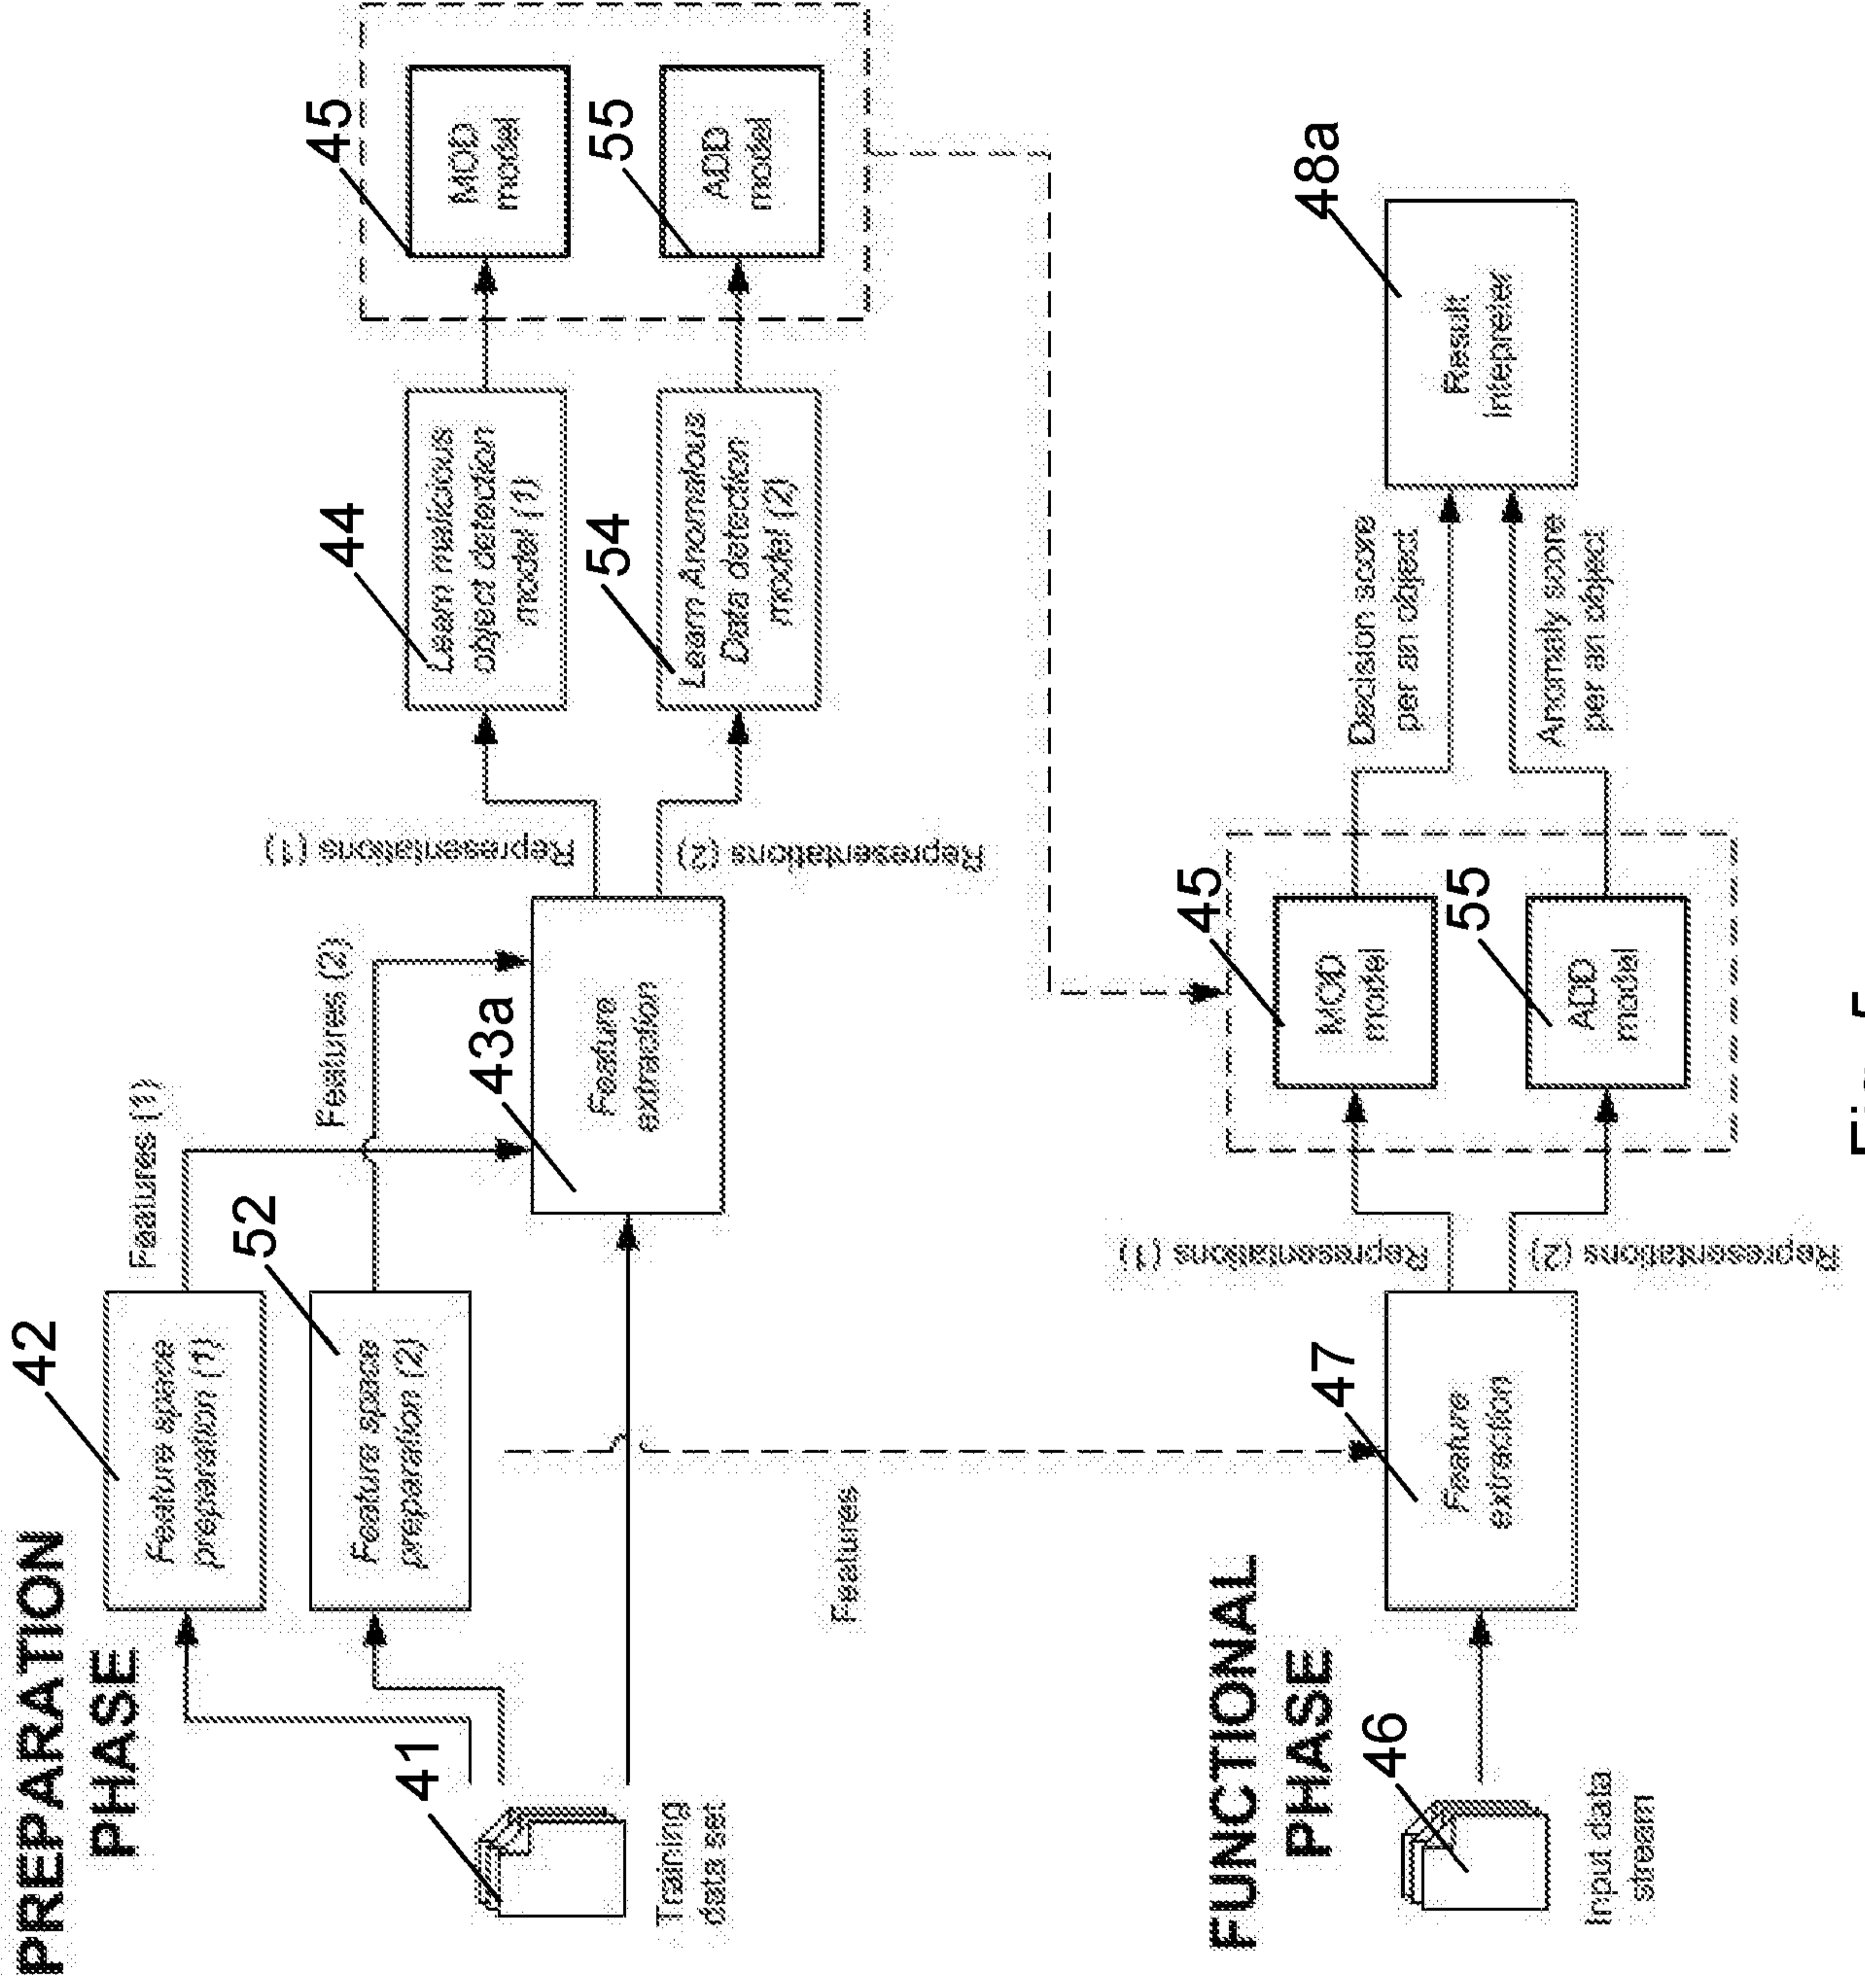 PREPARATION
PHASE
42
Feature space
preparation (1)
52
Feature space
preparation (2)
41
Training
data set
Features (1)
Features (2)
43a
Feature
extraction
Representations (1)
Representations (2)
44
Learn malicious
object detection
model (1)
54
Learn Anomalous
Data detection
model (2)
45
MOD
model
55
ADD
model
Features
FUNCTIONAL
PHASE
46
Input data
stream
47
Feature
extraction
Representations (1)
Representations (2)
45
MOD
model
55
ADD
model
Decision score
per an object
Anomaly score
per an object
48a
Result
intepreter